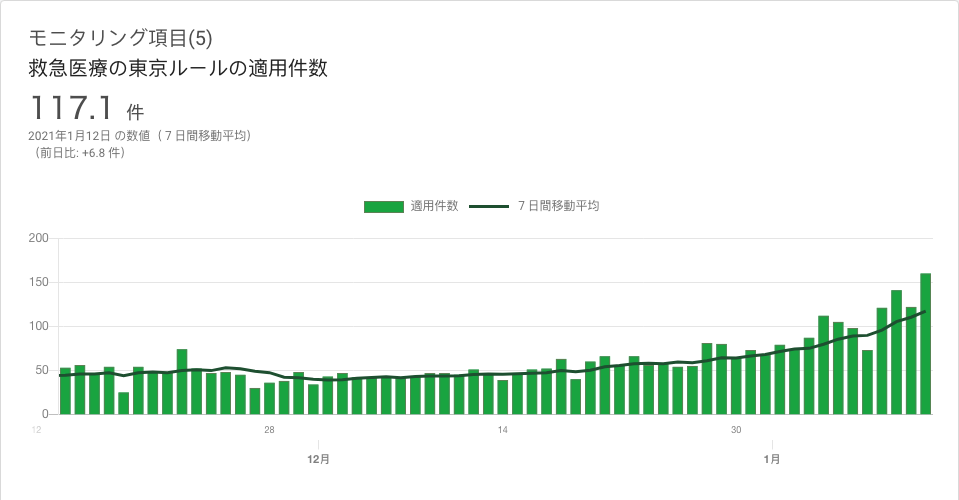 モニタリング項目(5)
救急医療の東京ルールの適用件数
117.1 件
2021年1月12日 の数値（７日間移動平均）
（前日比: +6.8 件）
適用件数 ７日間移動平均
200
150
100
50
0
12 28 14 30
12月 1月